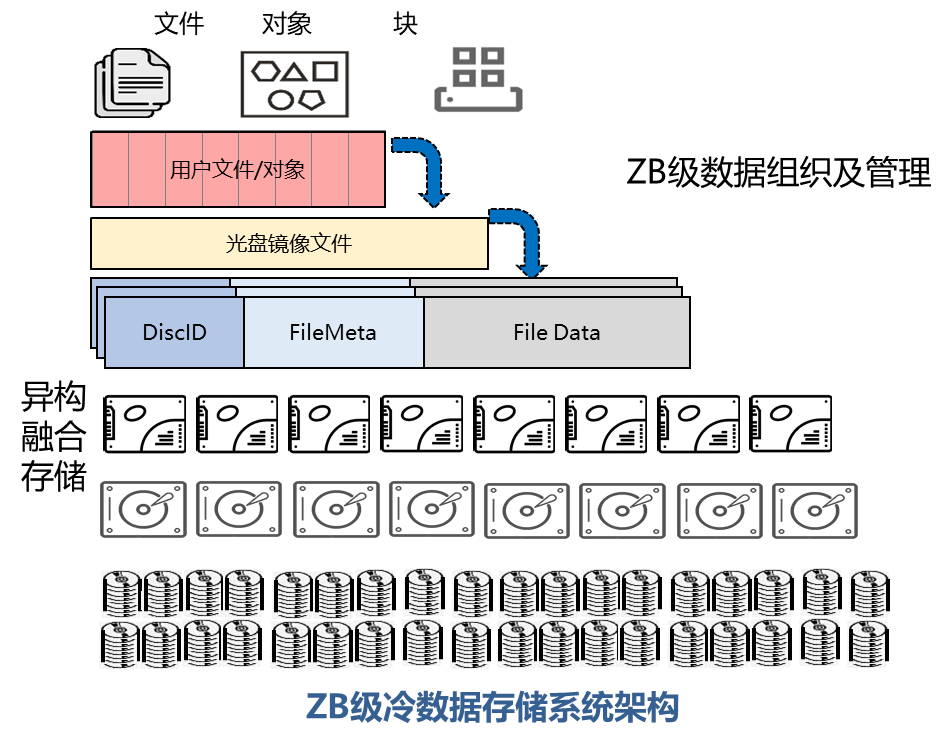 文件 对象 块
用户文件/对象
ZB级数据组织及管理
光盘镜像文件
DiscID FileMeta File Data
异构
融合
存储
ZB级冷数据存储系统架构